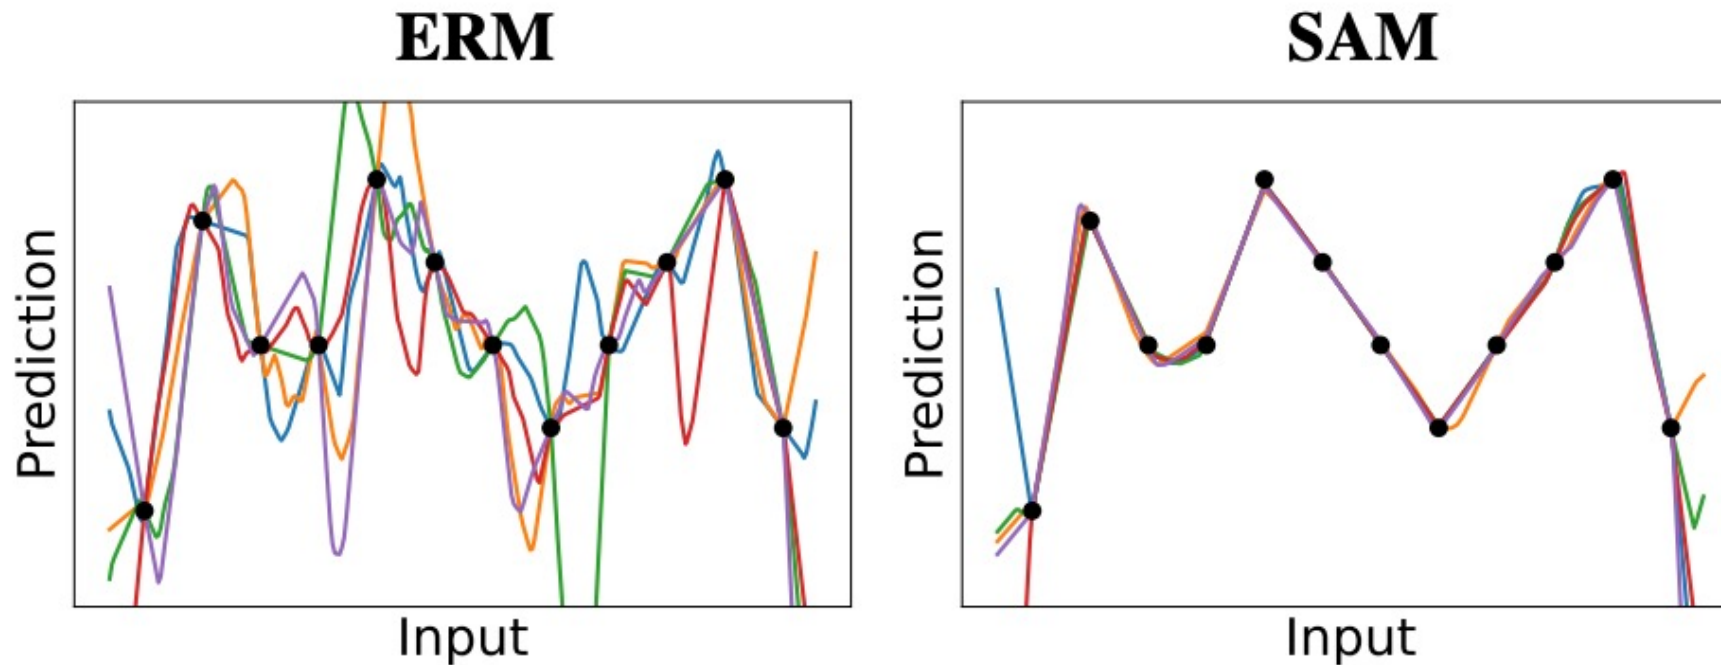 ERM
SAM
Prediction
Input
Prediction
Input